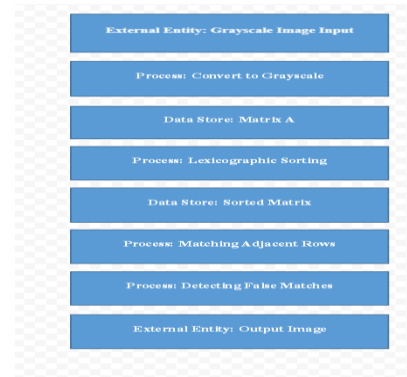 External Entity: Grayscale Image Input
Process: Convert to Grayscale
Data Store: Matrix A
Process: Lexicographic Sorting
Data Store: Sorted Matrix
Process: Matching Adjacent Rows
Process: Detecting False Matches
External Entity: Output Image